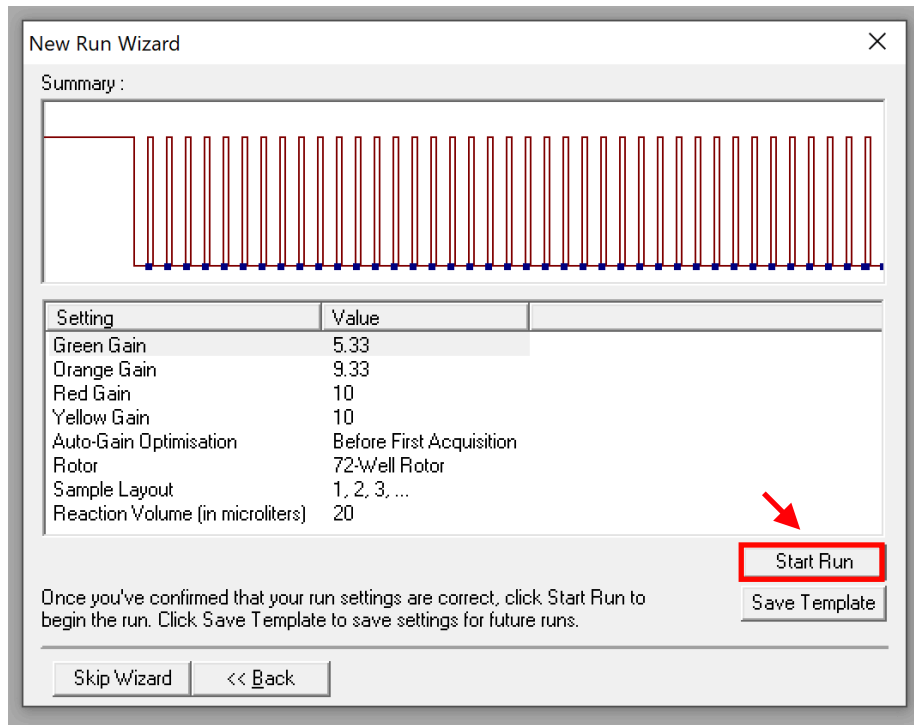 New Run Wizard
Summary :
Setting Value
Green Gain 5.33
Orange Gain 9.33
Red Gain 10
Yellow Gain 10
Auto-Gain Optimisation Before First Acquisition
Rotor 72-Well Rotor
Sample Layout 1, 2, 3, ...
Reaction Volume (in microliters) 20
Start Run
Once you've confirmed that your run settings are correct, click Start Run to
begin the run. Click Save Template to save settings for future runs.
Save Template
Skip Wizard << Back